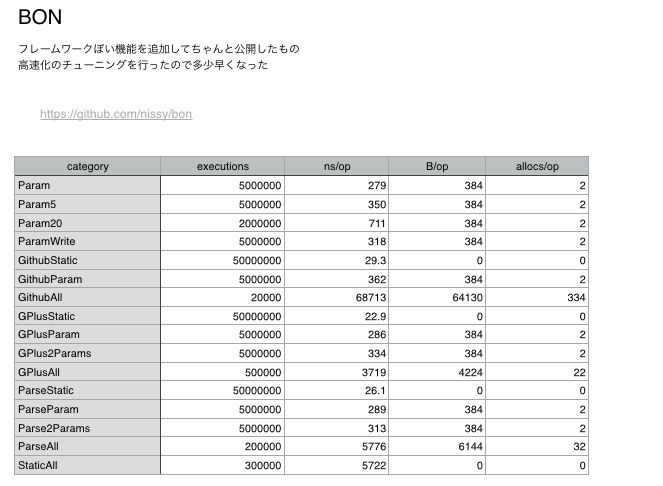 BON
フレームワークぽい機能を追加してちゃんと公開したもの
高速化のチューニングを行ったので多少早くなった
https://github.com/nissy/bon
category executions ns/op B/op allocs/op
Param 5000000 279 384 2
Param5 5000000 350 384 2
Param20 2000000 711 384 2
ParamWrite 5000000 318 384 2
GithubStatic 50000000 29.3 0 0
GithubParam 5000000 362 384 2
GithubAll 20000 68713 64130 334
GPlusStatic 50000000 22.9 0 0
GPlusParam 5000000 286 384 2
GPlus2Params 5000000 334 384 2
GPlusAll 500000 3719 4224 22
ParseStatic 50000000 26.1 0 0
ParseParam 5000000 289 384 2
Parse2Params 5000000 313 384 2
ParseAll 200000 5776 6144 32
StaticAll 300000 5722 0 0